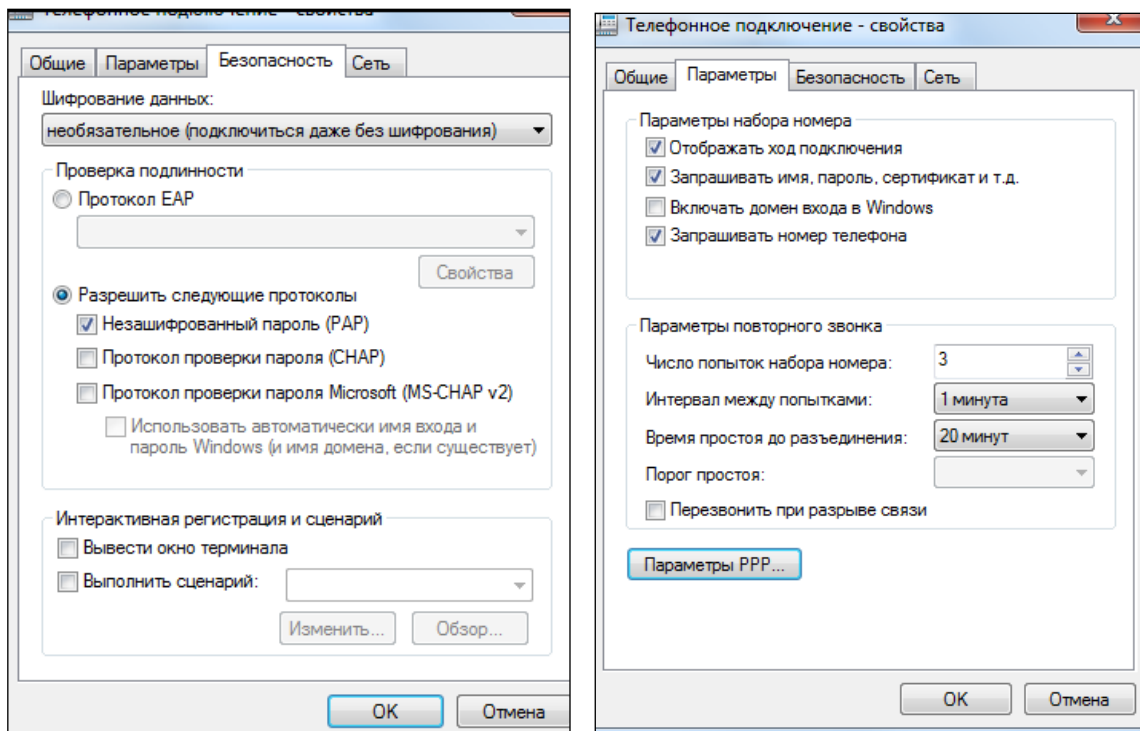 Телефонное подключение - свойства
Общие Параметры Безопасность Сеть
Шифрование данных:
необязательное (подключиться даже без шифрования)
Проверка подлинности
Протокол EAP
Свойства
Разрешить следующие протоколы
Незашифрованный пароль (PAP)
Протокол проверки пароля (CHAP)
Протокол проверки пароля Microsoft (MS-CHAP v2)
Использовать автоматически имя входа и
пароль Windows (и имя домена, если существует)
Интерактивная регистрация и сценарий
Вывести окно терминала
Выполнить сценарий:
Изменить... Обзор...
OK Отмена
Телефонное подключение - свойства
Общие Параметры Безопасность Сеть
Параметры набора номера
Отображать ход подключения
Запрашивать имя, пароль, сертификат и т.д.
Включать домен входа в Windows
Запрашивать номер телефона
Параметры повторного звонка
Число попыток набора номера: 3
Интервал между попытками: 1 минута
Время простоя до разъединения: 20 минут
Порог простоя:
Перезвонить при разрыве связи
Параметры PPP...
OK Отмена